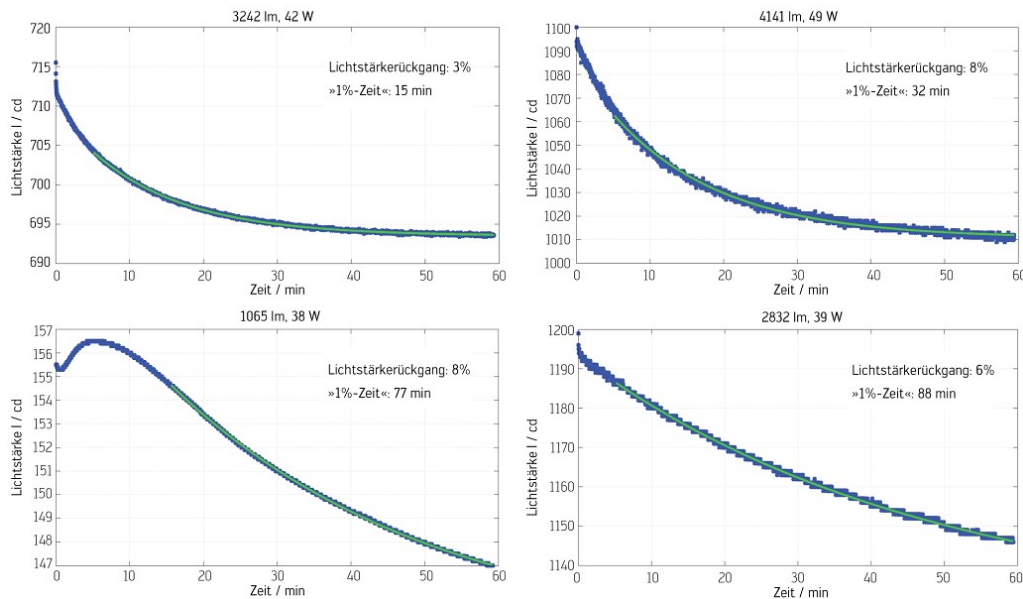 3242 lm, 42 W
720
715
710
705
700
695
690
Lichtstärke I / cd
Lichtstärkerückgang: 3%
»1%-Zeit«: 15 min
0 10 20 30 40 50 60
Zeit / min
4141 lm, 49 W
1100
1090
1080
1070
1060
1050
1040
1030
1020
1010
1000
Lichtstärke I / cd
Lichtstärkerückgang: 8%
»1%-Zeit«: 32 min
0 10 20 30 40 50 60
Zeit / min
1065 lm, 38 W
157
156
155
154
153
152
151
150
149
148
147
Lichtstärke I / cd
Lichtstärkerückgang: 8%
»1%-Zeit«: 77 min
0 10 20 30 40 50 60
Zeit / min
2832 lm, 39 W
1200
1190
1180
1170
1160
1150
1140
Lichtstärke I / cd
Lichtstärkerückgang: 6%
»1%-Zeit«: 88 min
0 10 20 30 40 50 60
Zeit / min